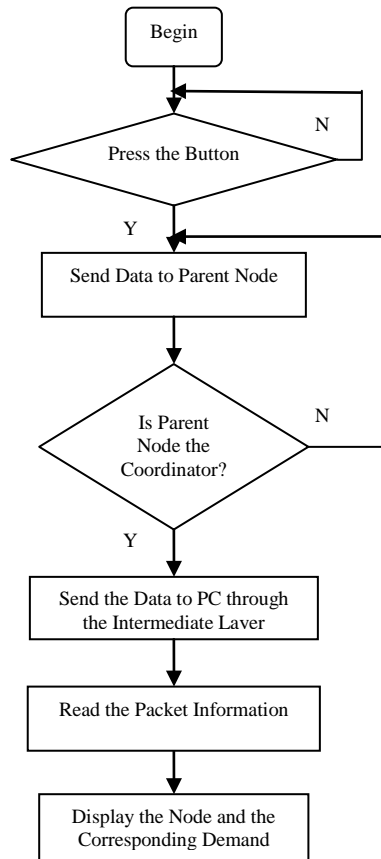 Begin
N
Press the Button
Y
Send Data to Parent Node
Is Parent
Node the
Coordinator?
N
Y
Send the Data to PC through
the Intermediate Laver
Read the Packet Information
Display the Node and the
Corresponding Demand